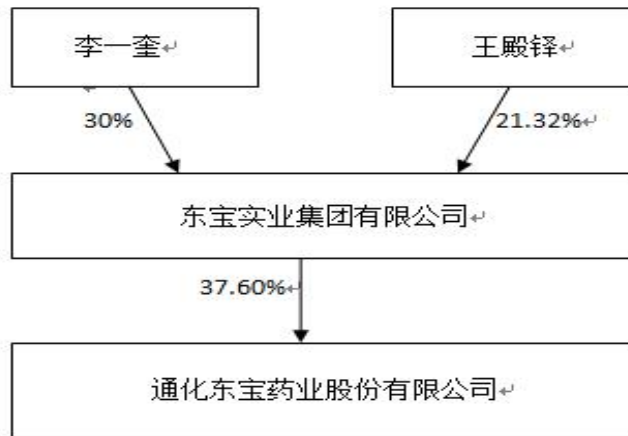 李一奎
王殿铎
30%
21.32%
东宝实业集团有限公司
37.60%
通化东宝药业股份有限公司